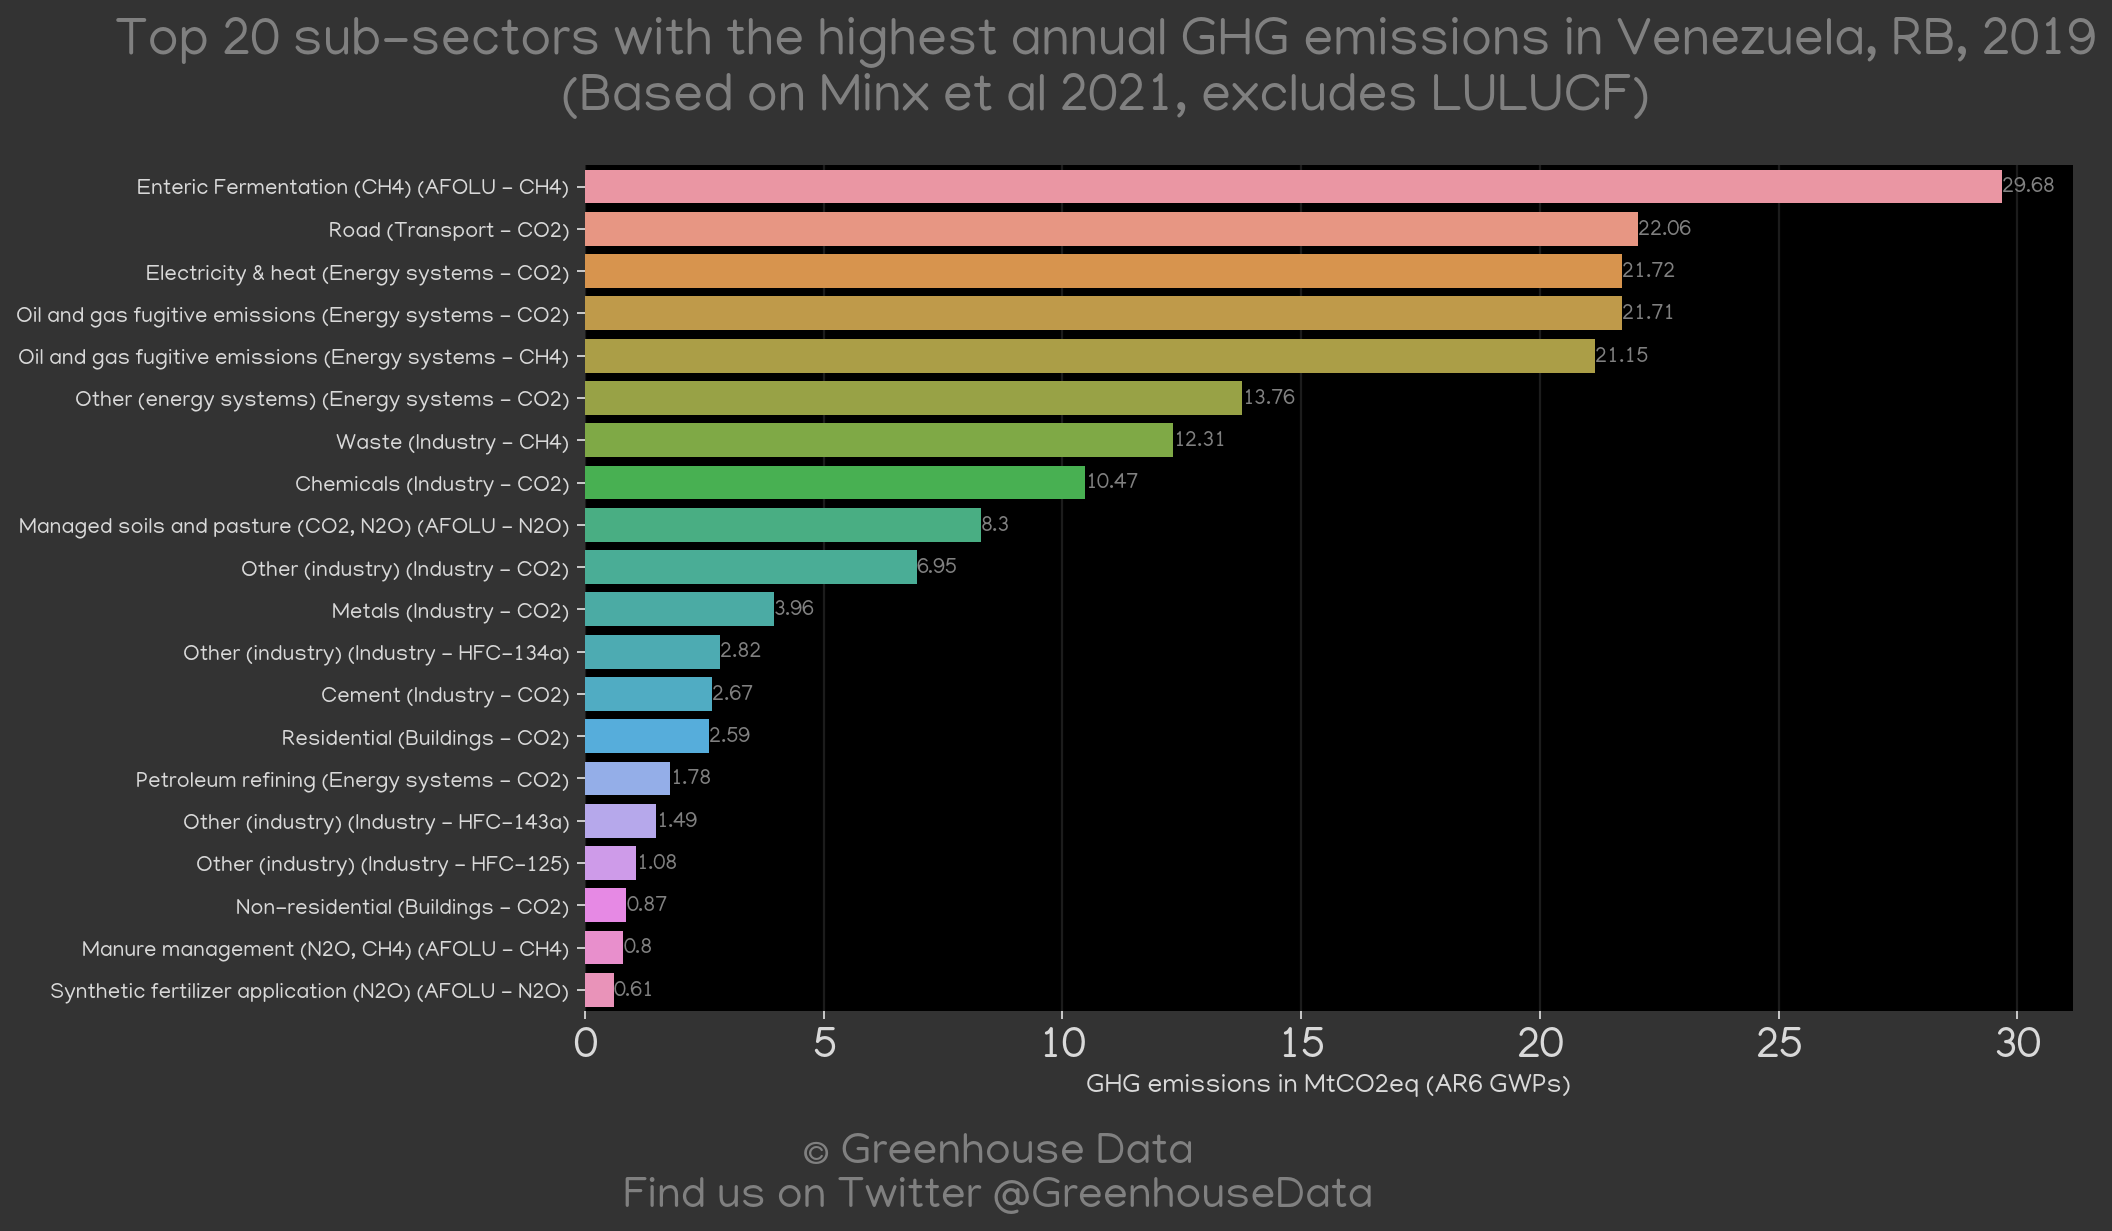 Top 20 sub-sectors with the highest annual GHG emissions in Venezuela, RB, 2019
(Based on Minx et al 2021, excludes LULUCF)
Enteric Fermentation (CH4) (AFOLU - CH4) 29.68
Road (Transport - CO2) 22.06
Electricity & heat (Energy systems - CO2) 21.72
Oil and gas fugitive emissions (Energy systems - CO2) 21.71
Oil and gas fugitive emissions (Energy systems - CH4) 21.15
Other (energy systems) (Energy systems - CO2) 13.76
Waste (Industry - CH4) 12.31
Chemicals (Industry - CO2) 10.47
Managed soils and pasture (CO2, N2O) (AFOLU - N2O) 8.3
Other (industry) (Industry - CO2) 6.95
Metals (Industry - CO2) 3.96
Other (industry) (Industry - HFC-134a) 2.82
Cement (Industry - CO2) 2.67
Residential (Buildings - CO2) 2.59
Petroleum refining (Energy systems - CO2) 1.78
Other (industry) (Industry - HFC-143a) 1.49
Other (industry) (Industry - HFC-125) 1.08
Non-residential (Buildings - CO2) 0.87
Manure management (N2O, CH4) (AFOLU - CH4) 0.8
Synthetic fertilizer application (N2O) (AFOLU - N2O) 0.61
0 5 10 15 20 25 30
GHG emissions in MtCO2eq (AR6 GWPs)
© Greenhouse Data
Find us on Twitter @GreenhouseData